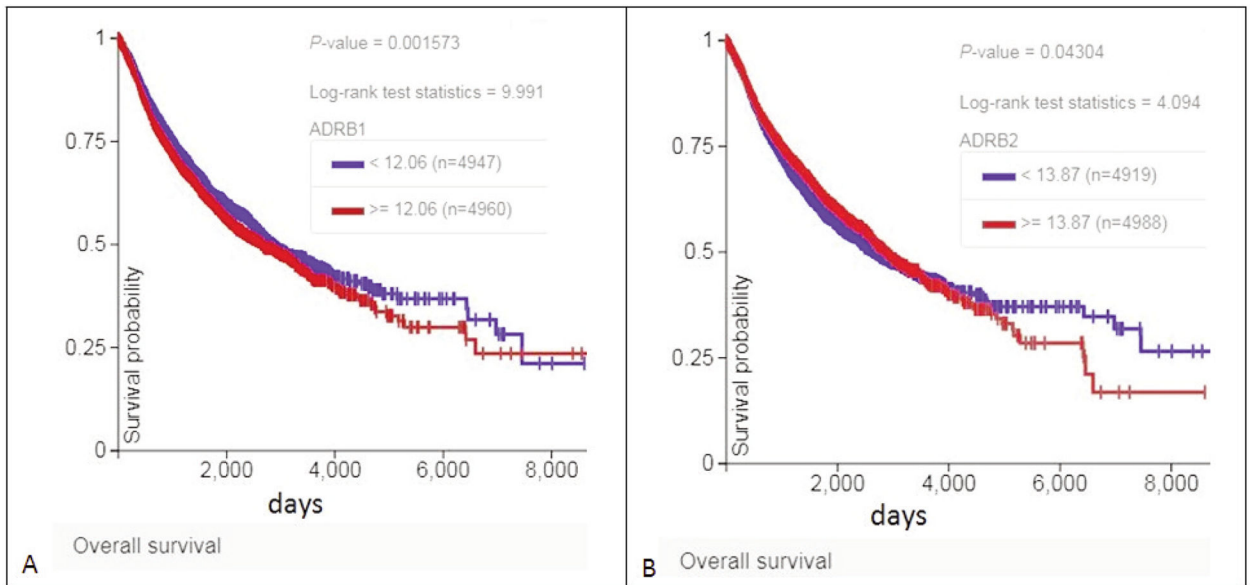 1
0.75
0.5
0.25
0
Survival probability
P-value = 0.001573
Log-rank test statistics = 9.991
ADRB1
< 12.06 (n=4947)
>= 12.06 (n=4960)
2,000 4,000 6,000 8,000
days
Overall survival
A
1
0.75
0.5
0.25
0
Survival probability
P-value = 0.04304
Log-rank test statistics = 4.094
ADRB2
< 13.87 (n=4919)
>= 13.87 (n=4988)
2,000 4,000 6,000 8,000
days
Overall survival
B